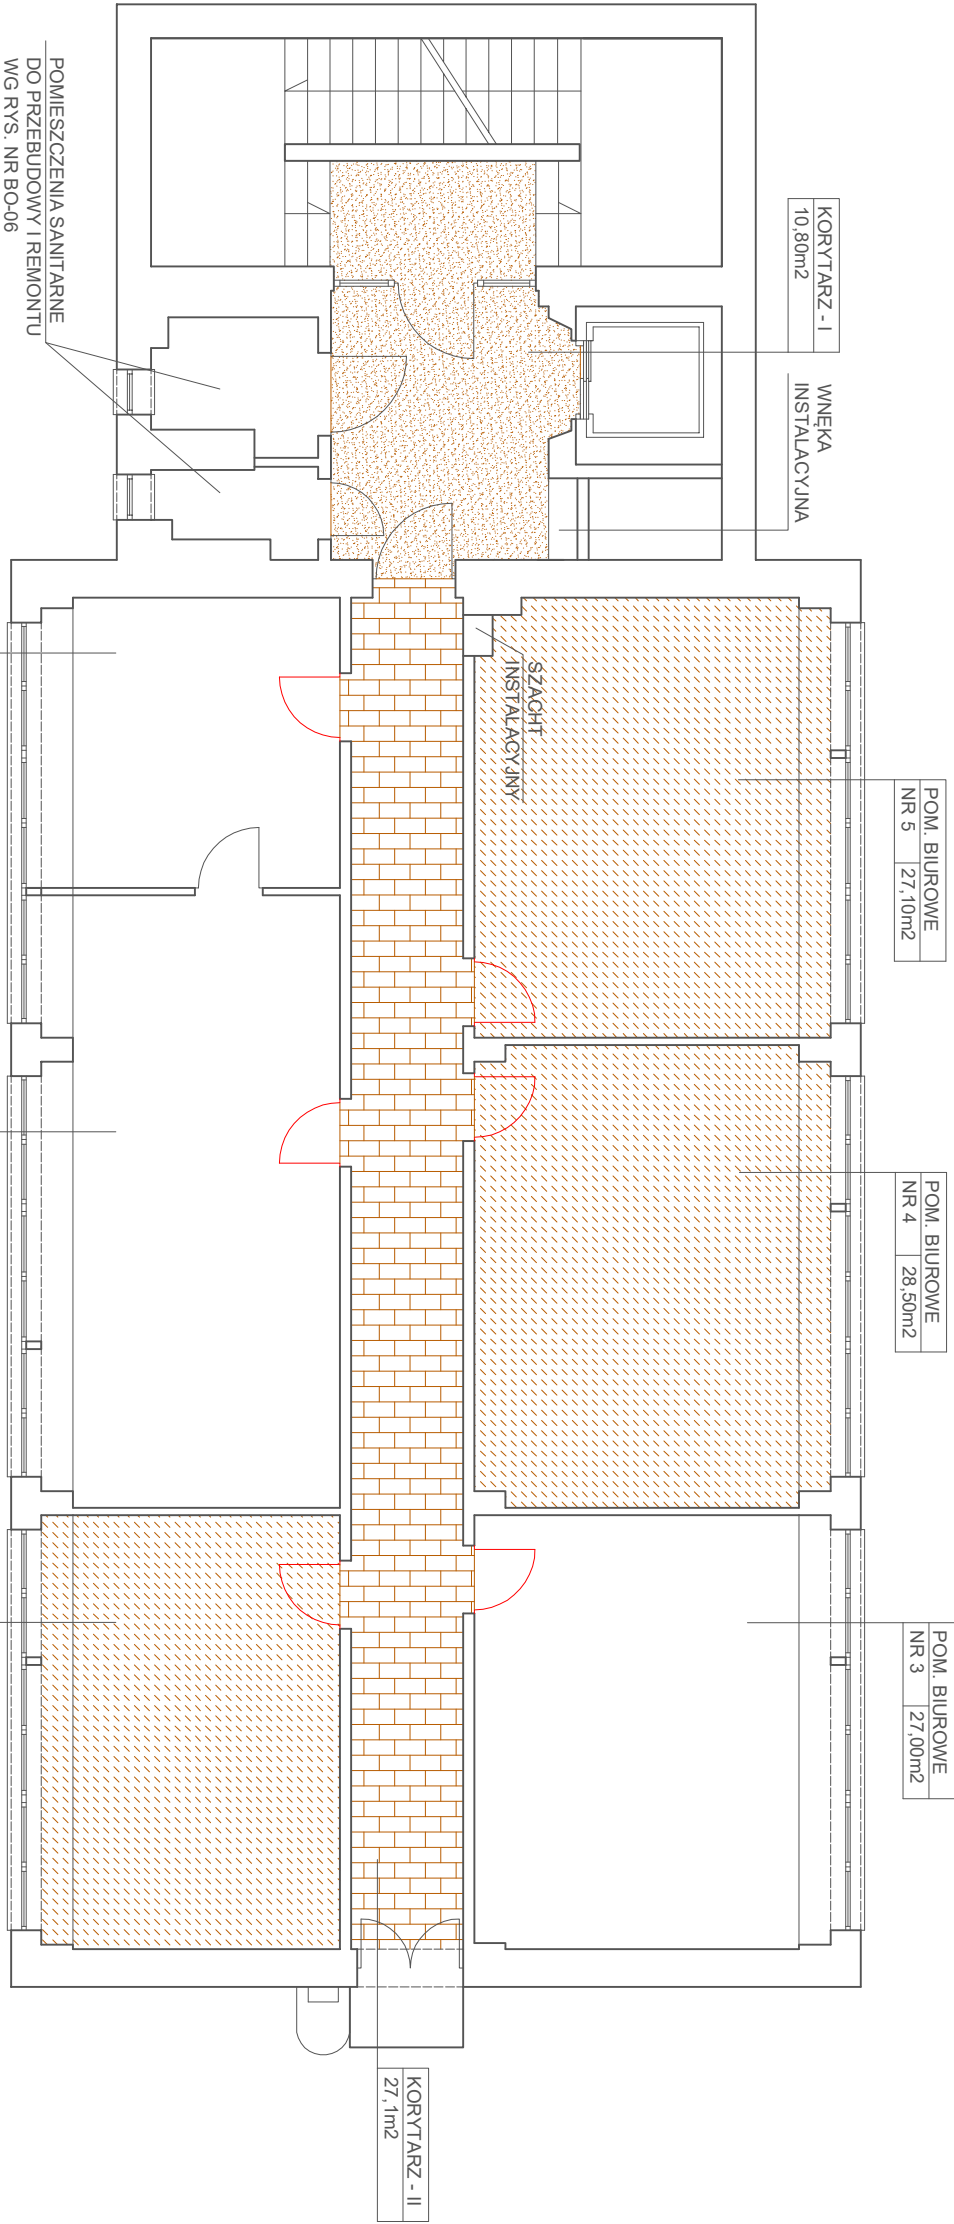 KORYTARZ - I
10,80m2
WNĘKA
INSTALACYJNA
POM. BIUROWE
NR 5 27,10m2
POM. BIUROWE
NR 4 28,50m2
POM. BIUROWE
NR 3 27,00m2
SZACHT
INSTALACYJNY
KORYTARZ - II
27,1m2
POMIESZCZENIA SANITARNE
DO PRZEBUDOWY I REMONTU
WG RYS. NR BO-06